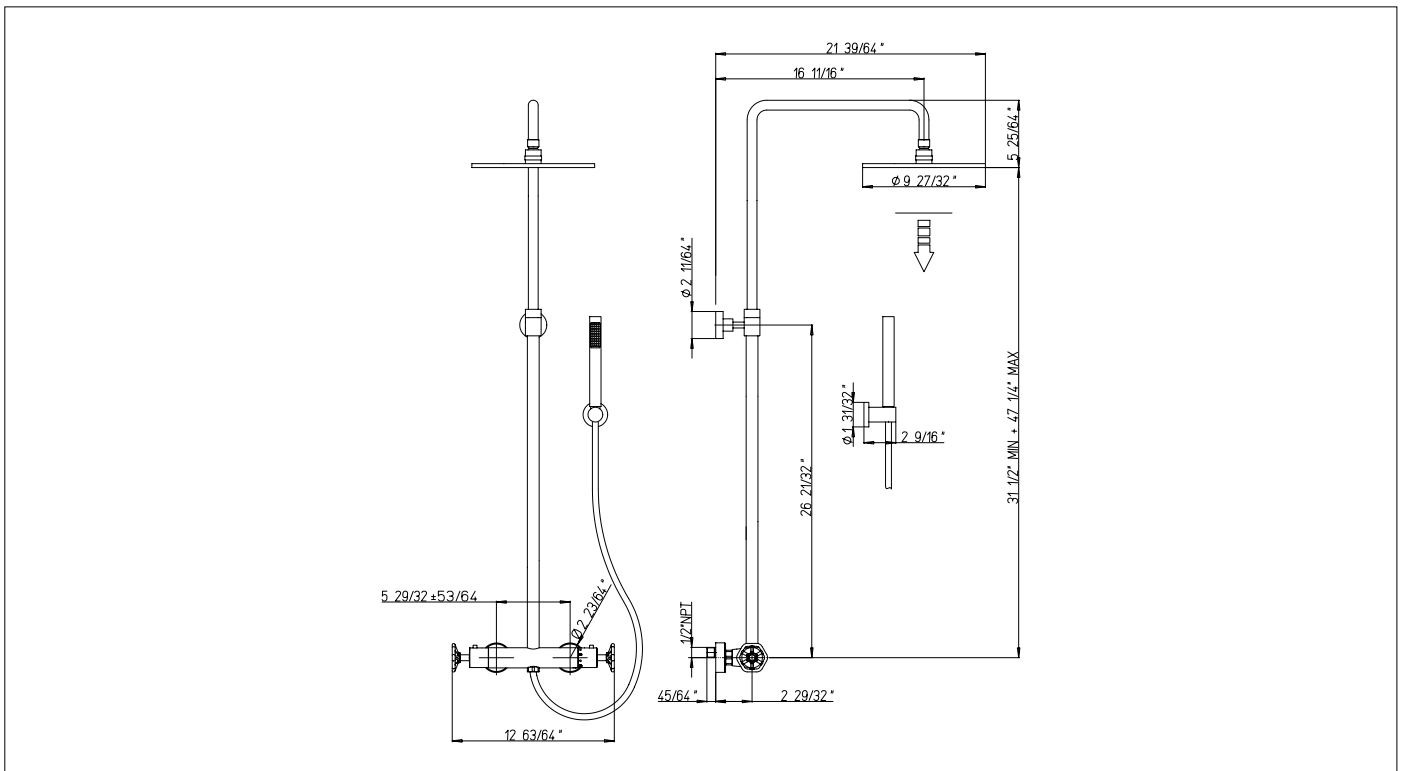 21 39/64"
16 11/16"
5 25/64"
Ø 9 27/32"
Ø 2 11/64"
31 1/2" MIN + 47 1/4" MAX
Ø 1 31/32"
2 9/16"
26 21/32"
5 29/32 ±53/64
Ø 2 23/64"
1/2"NPT
45/64"
2 29/32"
12 63/64"